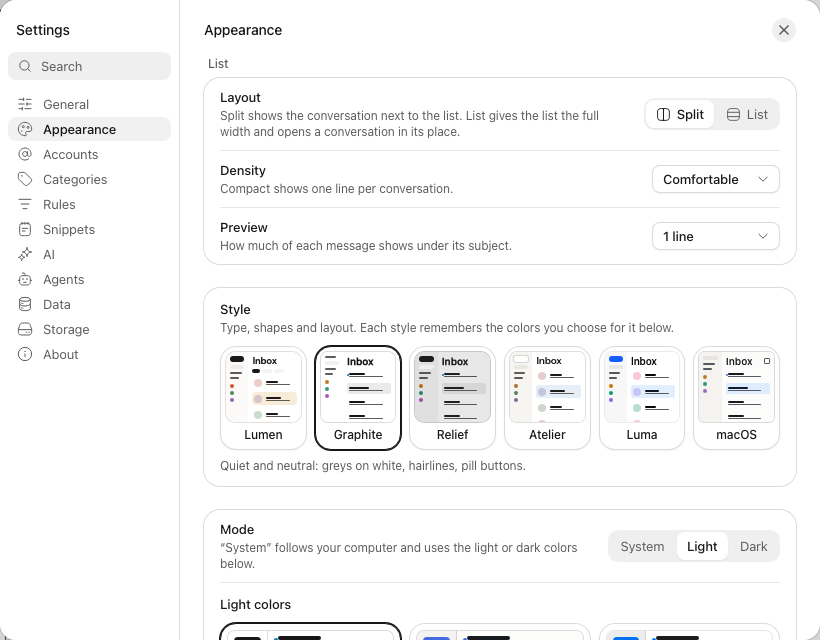 Settings
Search
General
Appearance
Accounts
Categories
Rules
Snippets
AI
Agents
Data
Storage
About
Appearance
List
Layout
Split shows the conversation next to the list. List gives the list the full
width and opens a conversation in its place.
Split
List
Density
Compact shows one line per conversation.
Comfortable
Preview
How much of each message shows under its subject.
1 line
Style
Type, shapes and layout. Each style remembers the colors you choose for it below.
Inbox
Inbox
Inbox
Inbox
Inbox
Inbox
Lumen
Graphite
Relief
Atelier
Luma
macOS
Quiet and neutral: greys on white, hairlines, pill buttons.
Mode
“System” follows your computer and uses the light or dark colors
below.
System
Light
Dark
Light colors